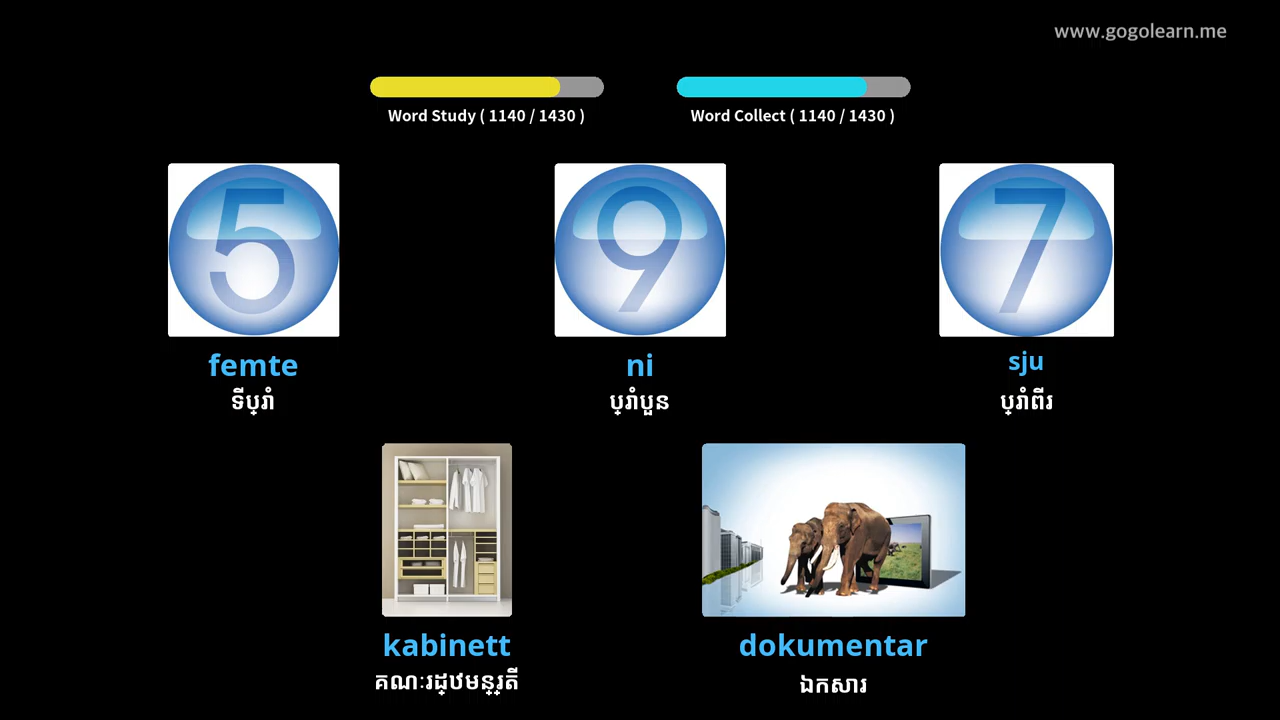 www.gogolearn.me
Word Study ( 1140 / 1430 )
Word Collect ( 1140 / 1430 )
5
9
7
femte
ni
sju
ទីប្រាំ
ប្រាំបួន
ប្រាំពីរ
kabinett
dokumentar
គណៈរដ្ឋមន្រ្តី
ឯកសារ